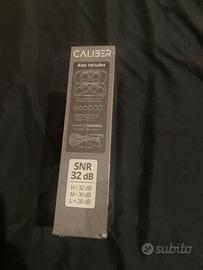 CALIBER
Also includes
SNR
32 dB
H = 32 dB
M = 30 dB
L = 28 dB
subito